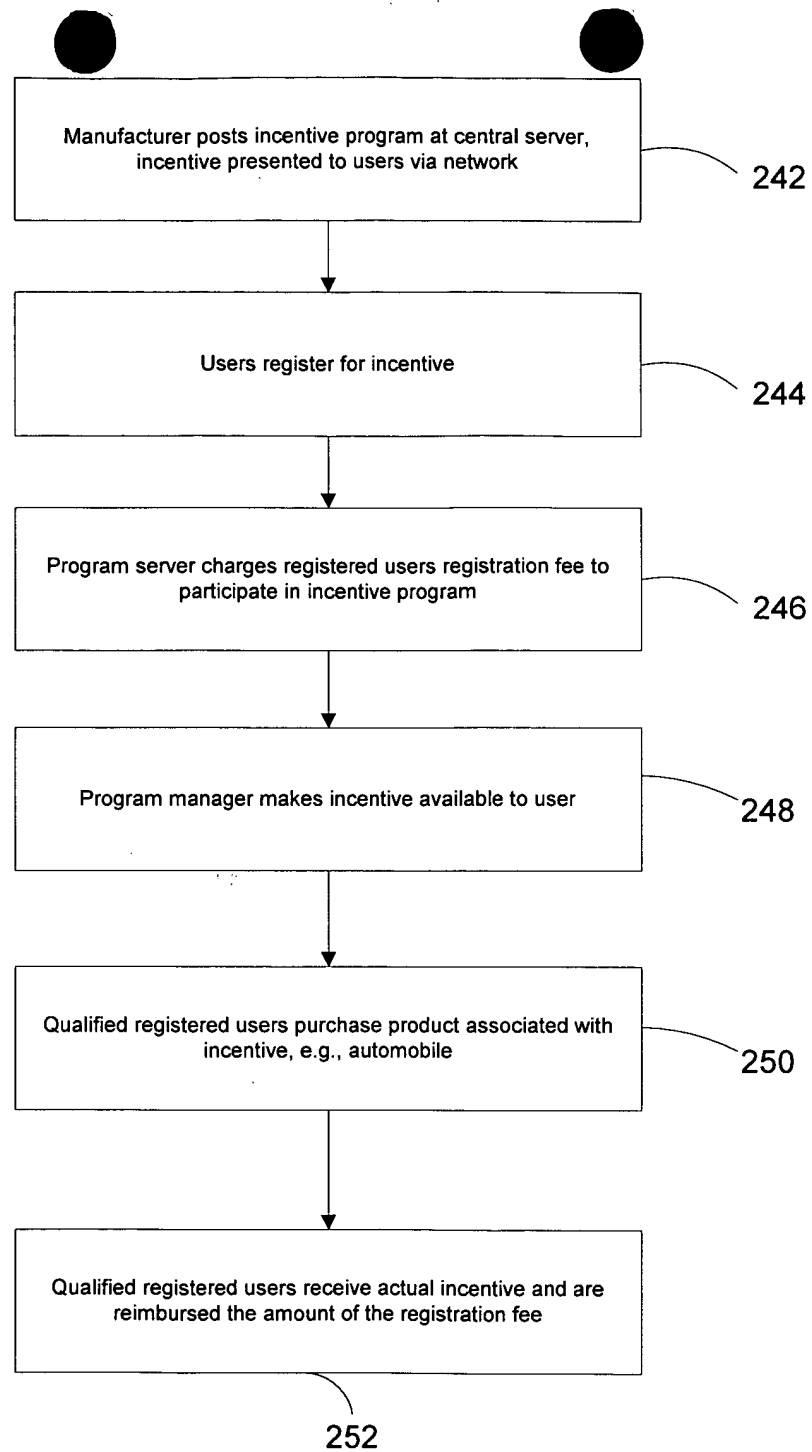 Manufacturer posts incentive program at central server,
incentive presented to users via network
242
Users register for incentive
244
Program server charges registered users registration fee to
participate in incentive program
246
Program manager makes incentive available to user
248
Qualified registered users purchase product associated with
incentive, e.g., automobile
250
Qualified registered users receive actual incentive and are
reimbursed the amount of the registration fee
252